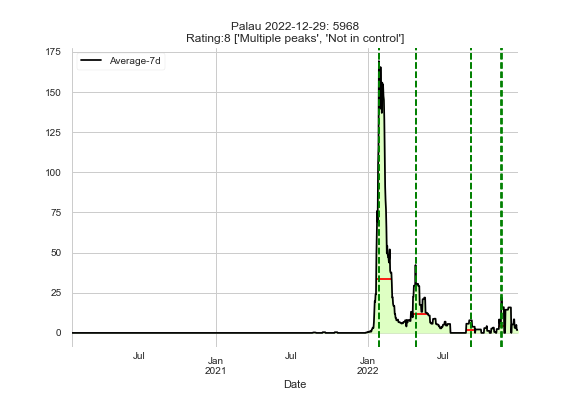 Palau 2022-12-29: 5968
Rating:8 ['Multiple peaks', 'Not in control']
175
Average-7d
150
125
100
75
50
25
0
Jul
Jan
2021
Jul
Jan
2022
Jul
Date